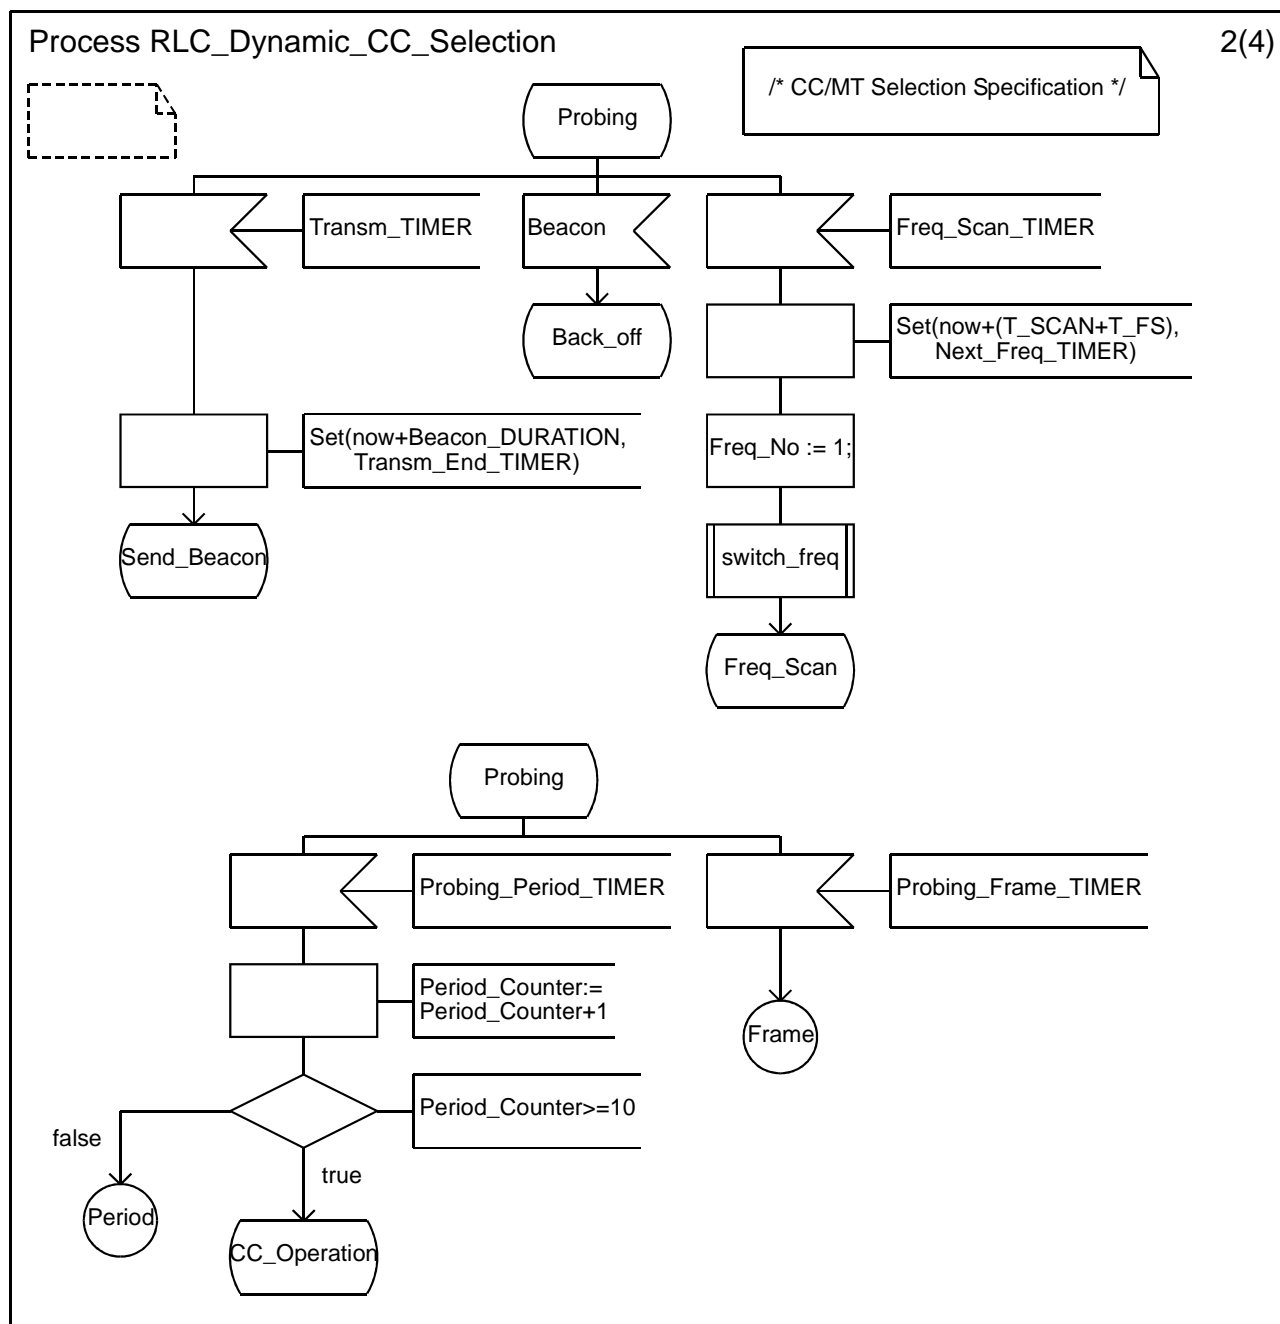 Process RLC_Dynamic_CC_Selection
2(4)
/* CC/MT Selection Specification */
Probing
Transm_TIMER
Beacon
Freq_Scan_TIMER
Back_off
Set(now+(T_SCAN+T_FS),
Next_Freq_TIMER)
Set(now+Beacon_DURATION,
Transm_End_TIMER)
Freq_No := 1;
Send_Beacon
switch_freq
Freq_Scan
Probing
Probing_Period_TIMER
Probing_Frame_TIMER
Period_Counter:=
Period_Counter+1
Frame
Period_Counter>=10
false
true
Period
CC_Operation